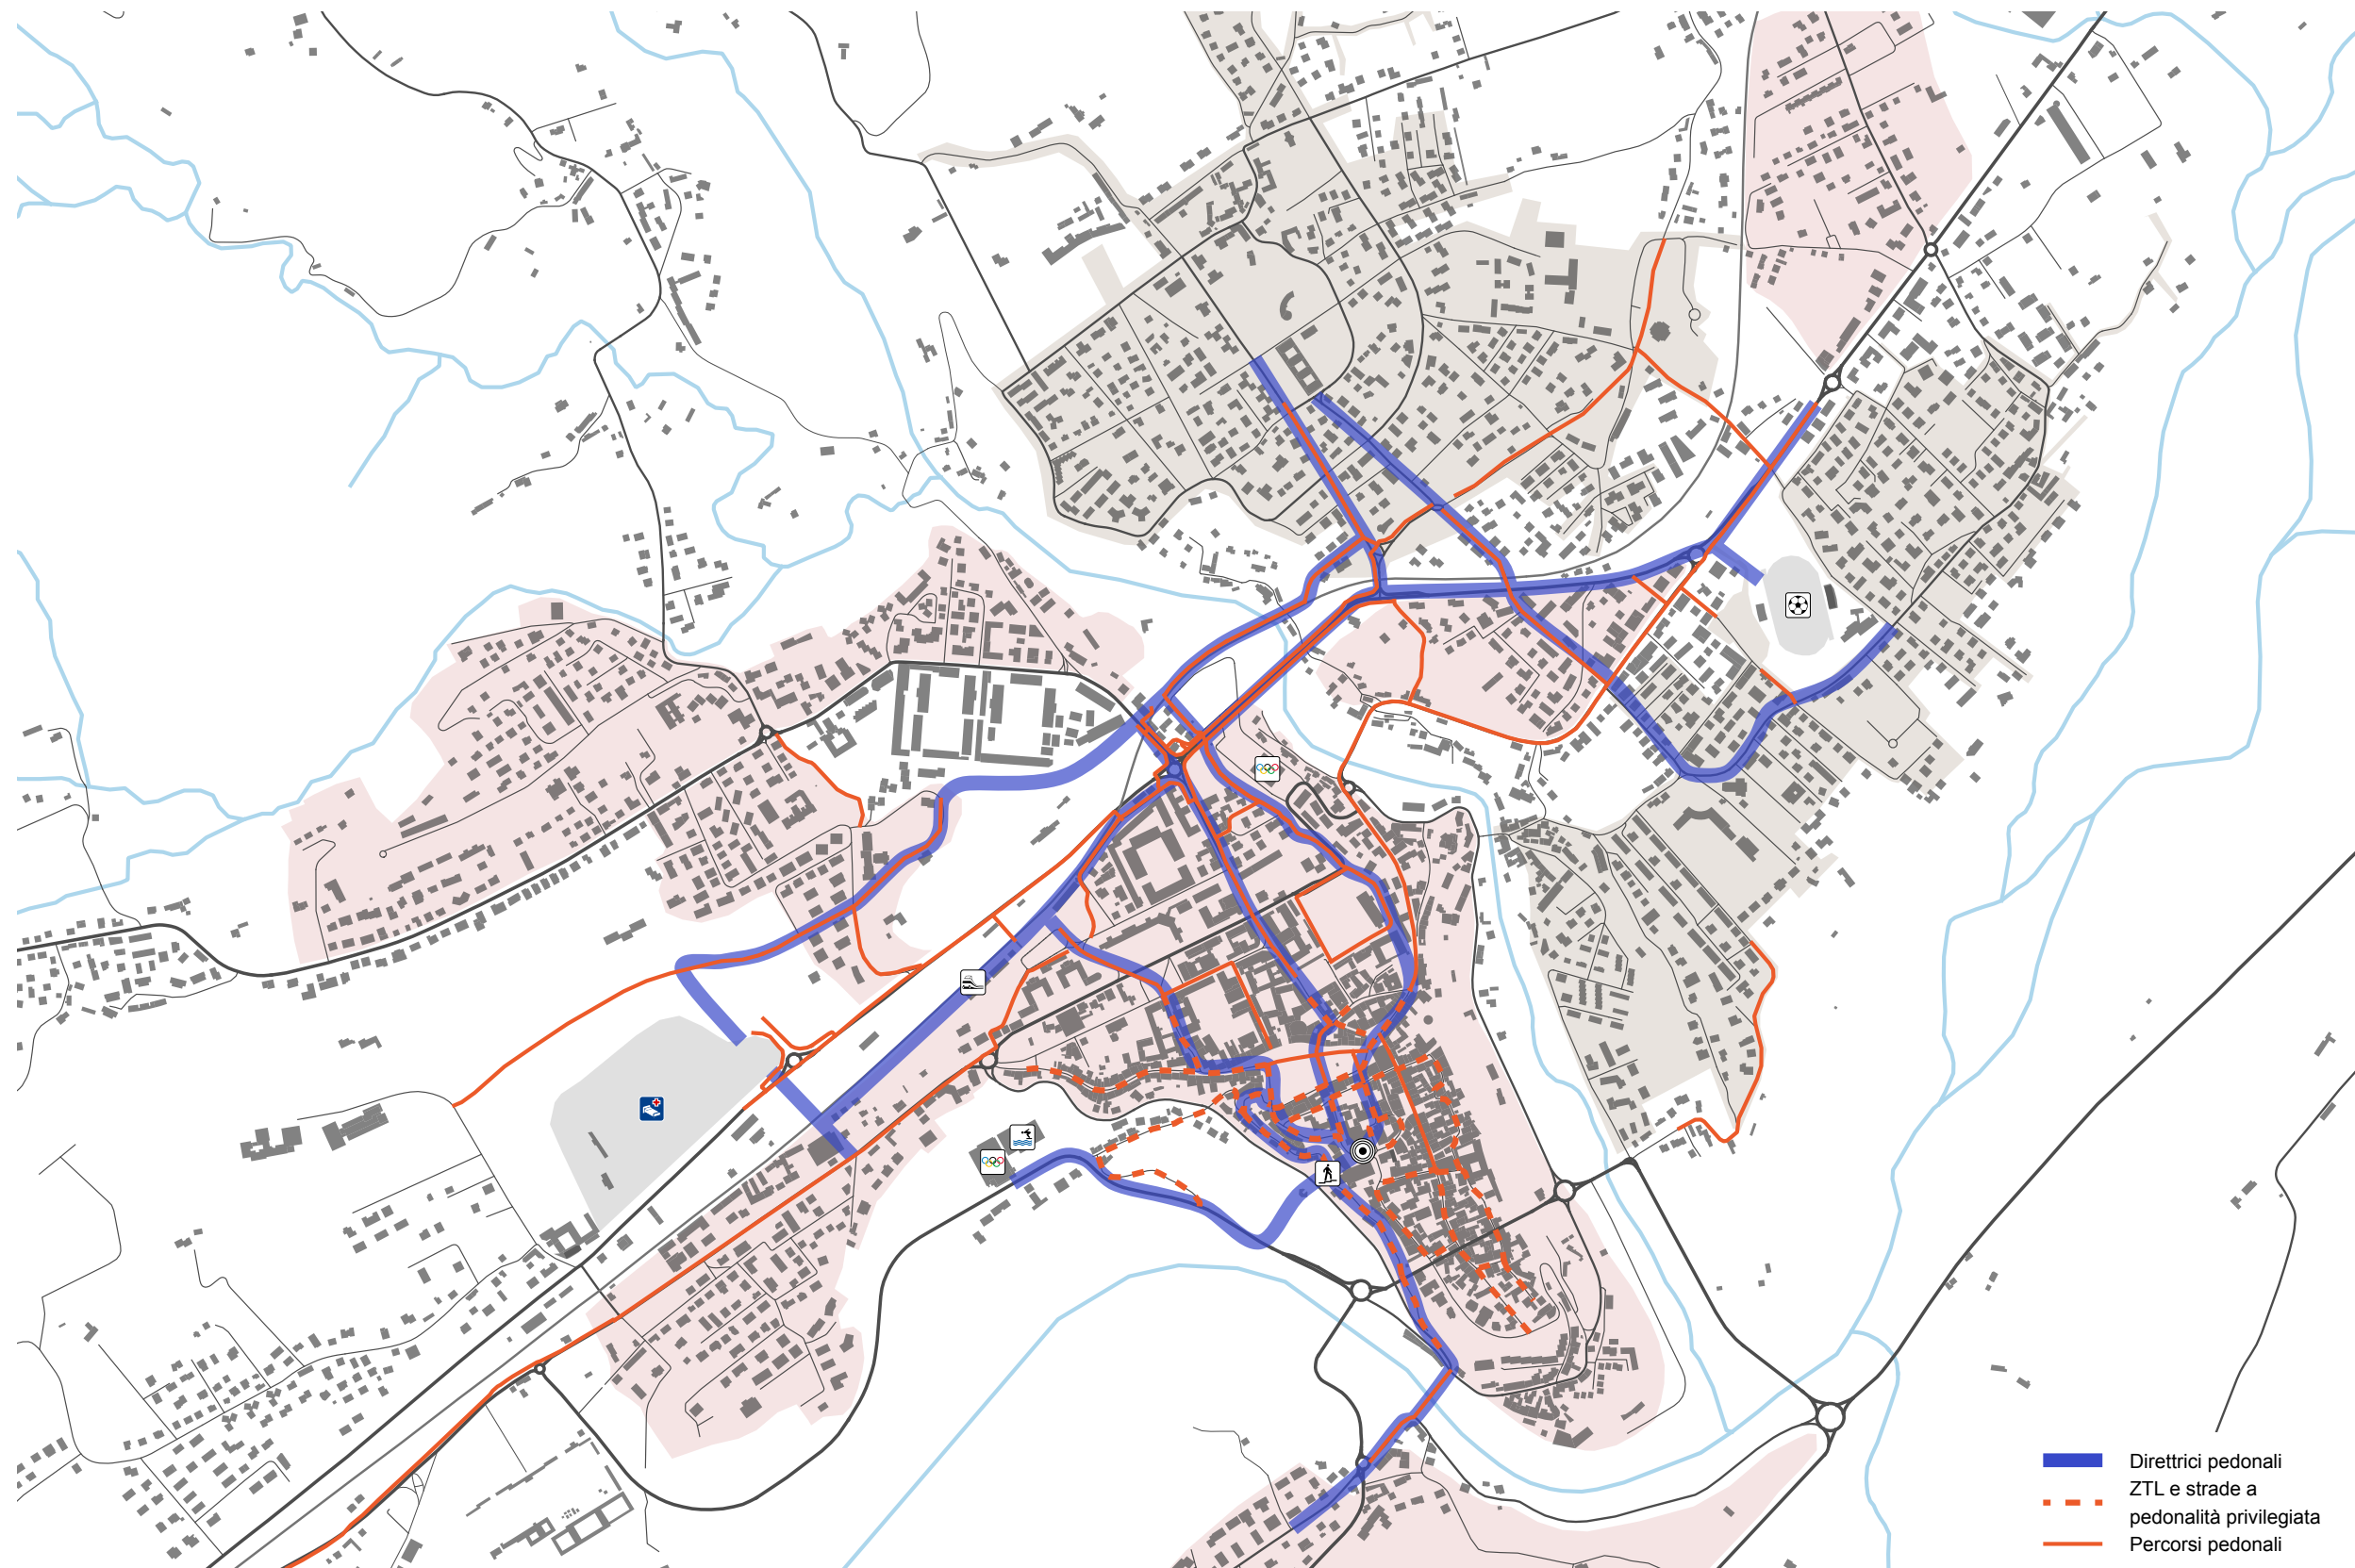 Direttrici pedonali
ZTL e strade a
pedonalità privilegiata
Percorsi pedonali